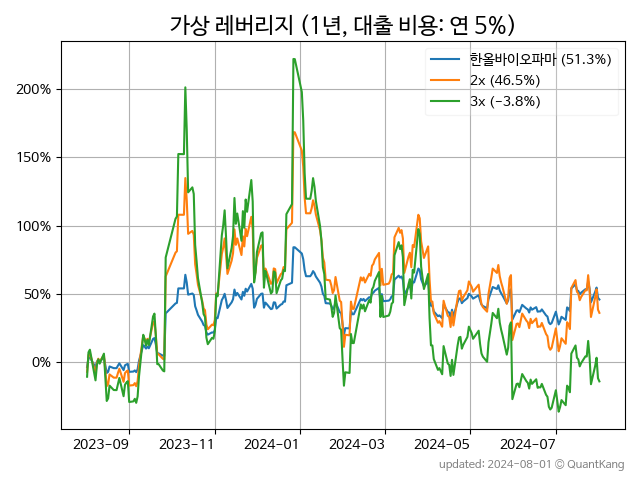 가상 레버리지 (1년, 대출 비용: 연 5%)
한올바이오파마 (51.3%)
2x (46.5%)
3x (−3.8%)
200%
150%
100%
50%
0%
2023-09 2023-11 2024-01 2024-03 2024-05 2024-07
updated: 2024-08-01 © QuantKang